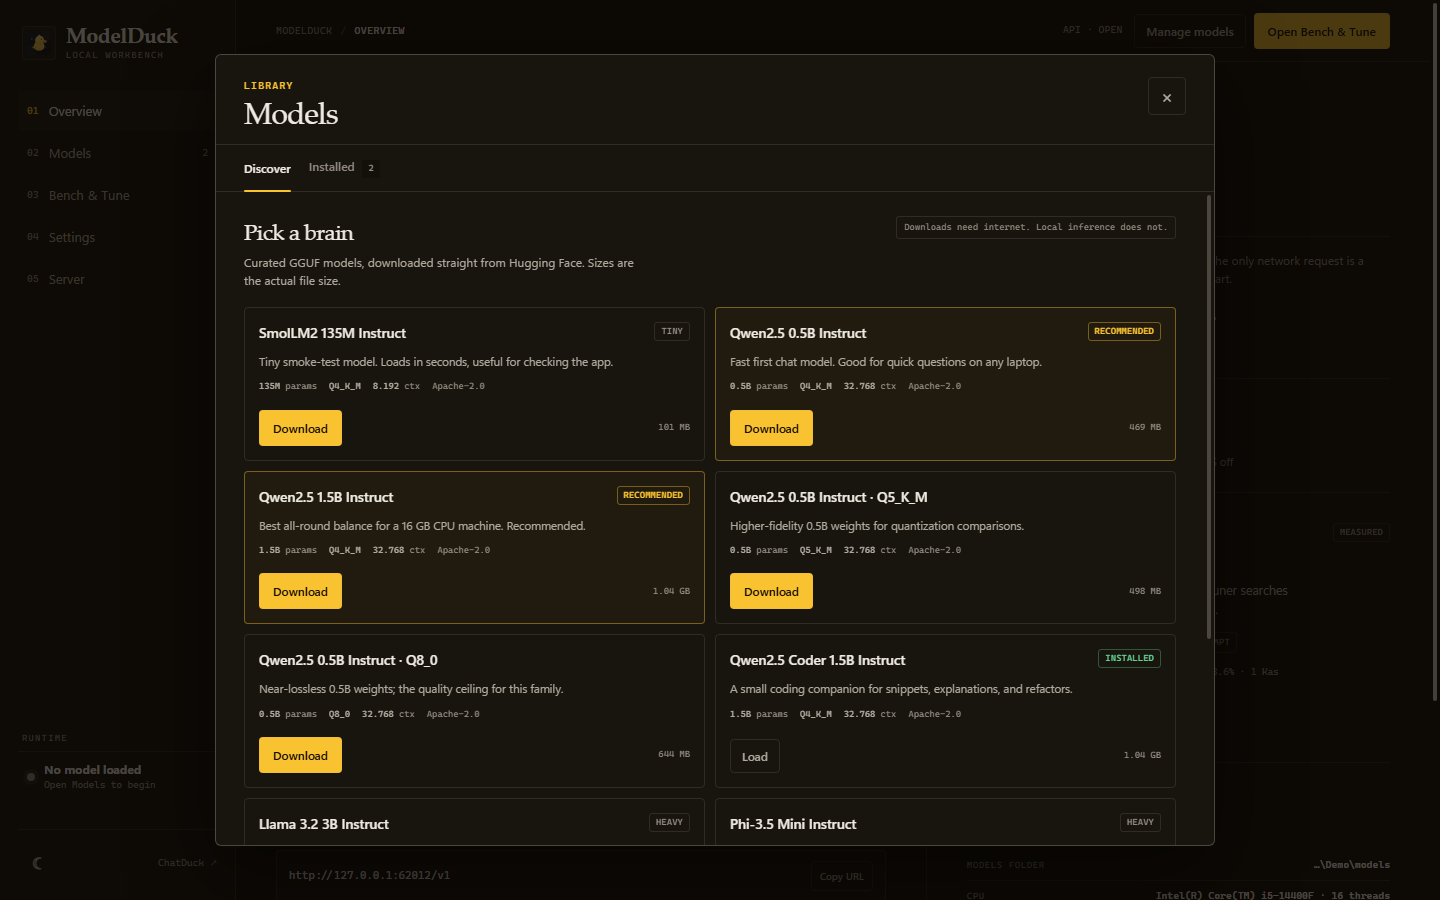 ModelDuck
LOCAL WORKBENCH
MODELDUCK / OVERVIEW
API · OPEN
Manage models
Open Bench & Tune
01 Overview
02 Models 2
03 Bench & Tune
04 Settings
05 Server
RUNTIME
No model loaded
Open Models to begin
ChatDuck ↗
LIBRARY
Models
×
Discover
Installed 2
Pick a brain
Downloads need internet. Local inference does not.
Curated GGUF models, downloaded straight from Hugging Face. Sizes are
the actual file size.
SmolLM2 135M Instruct
TINY
Tiny smoke-test model. Loads in seconds, useful for checking the app.
135M params Q4_K_M 8.192 ctx Apache-2.0
Download
101 MB
Qwen2.5 0.5B Instruct
RECOMMENDED
Fast first chat model. Good for quick questions on any laptop.
0.5B params Q4_K_M 32.768 ctx Apache-2.0
Download
469 MB
Qwen2.5 1.5B Instruct
RECOMMENDED
Best all-round balance for a 16 GB CPU machine. Recommended.
1.5B params Q4_K_M 32.768 ctx Apache-2.0
Download
1.04 GB
Qwen2.5 0.5B Instruct · Q5_K_M
Higher-fidelity 0.5B weights for quantization comparisons.
0.5B params Q5_K_M 32.768 ctx Apache-2.0
Download
498 MB
Qwen2.5 0.5B Instruct · Q8_0
Near-lossless 0.5B weights; the quality ceiling for this family.
0.5B params Q8_0 32.768 ctx Apache-2.0
Download
644 MB
Qwen2.5 Coder 1.5B Instruct
INSTALLED
A small coding companion for snippets, explanations, and refactors.
1.5B params Q4_K_M 32.768 ctx Apache-2.0
Load
1.04 GB
Llama 3.2 3B Instruct
HEAVY
Phi-3.5 Mini Instruct
HEAVY
he only network request is a
art.
off
MEASURED
uner searches
http://127.0.0.1:62012/v1
Copy URL
MODELS FOLDER
…\Demo\models
CPU
Intel(R) Core(TM) i5-14400F · 16 threads